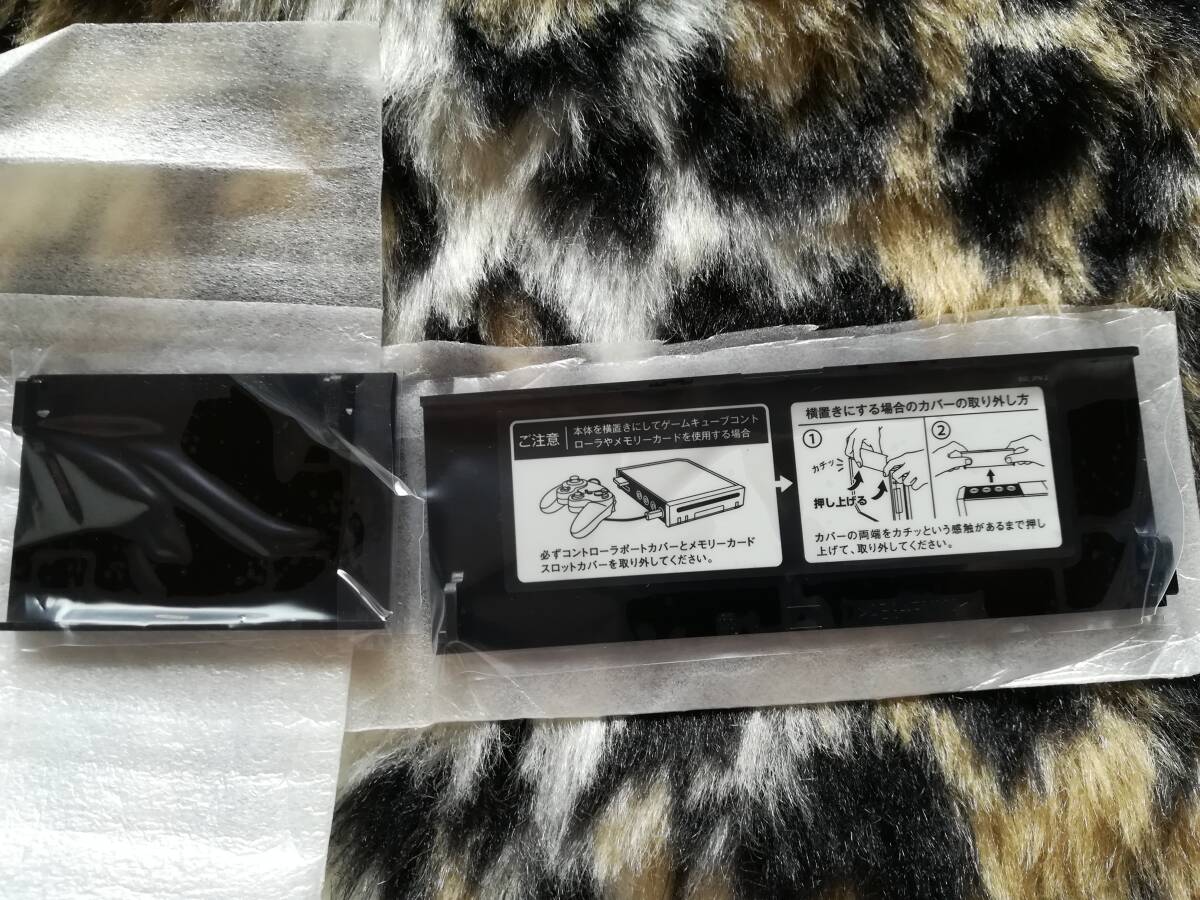 ご注意
本体を横置きにしてゲームキューブコント
ローラやメモリーカードを使用する場合
必ずコントローラポートカバーとメモリーカード
スロットカバーを取り外してください。
横置きにする場合のカバーの取り外し方
①
②
カチッ
押し上げる
カバーの両端をカチッという感触があるまで押し
上げて、取り外してください。